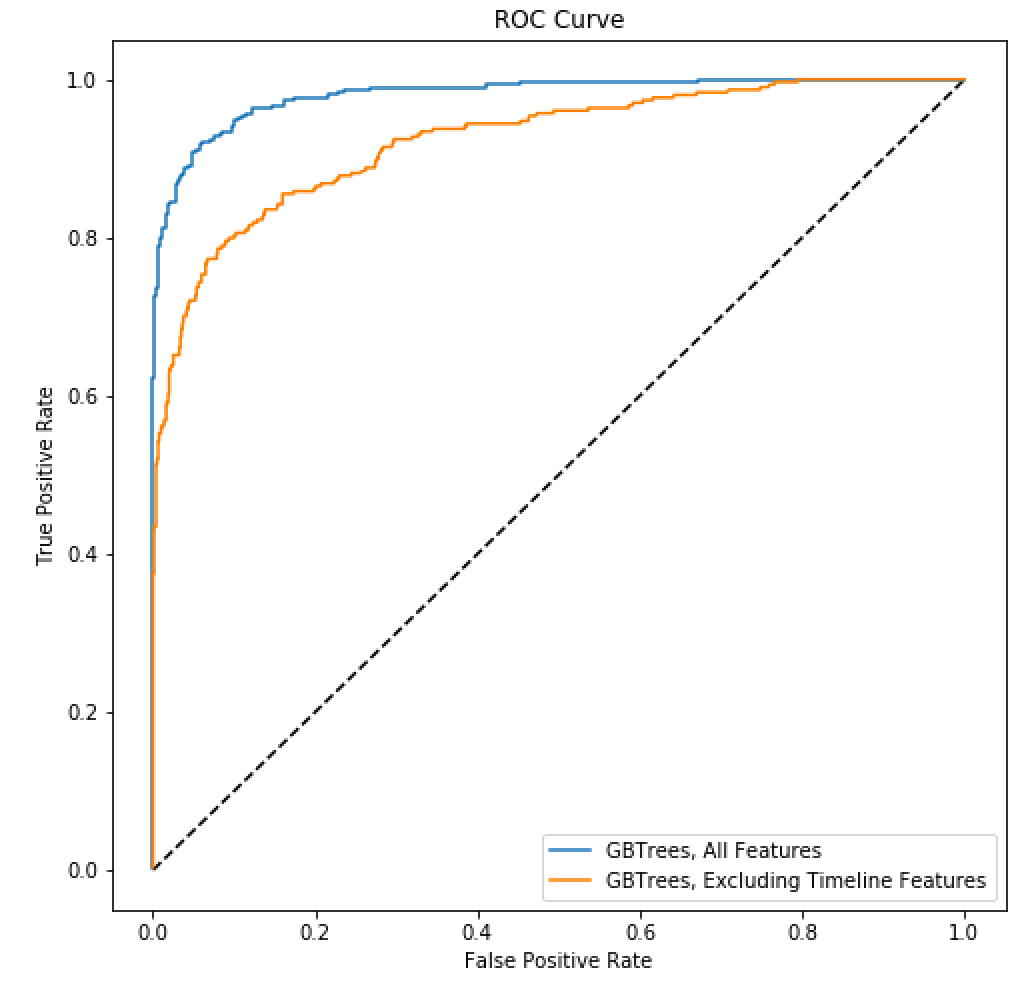 ROC Curve
1.0
0.8
0.6
0.4
0.2
0.0
True Positive Rate
GBTrees, All Features
GBTrees, Excluding Timeline Features
0.0 0.2 0.4 0.6 0.8 1.0
False Positive Rate